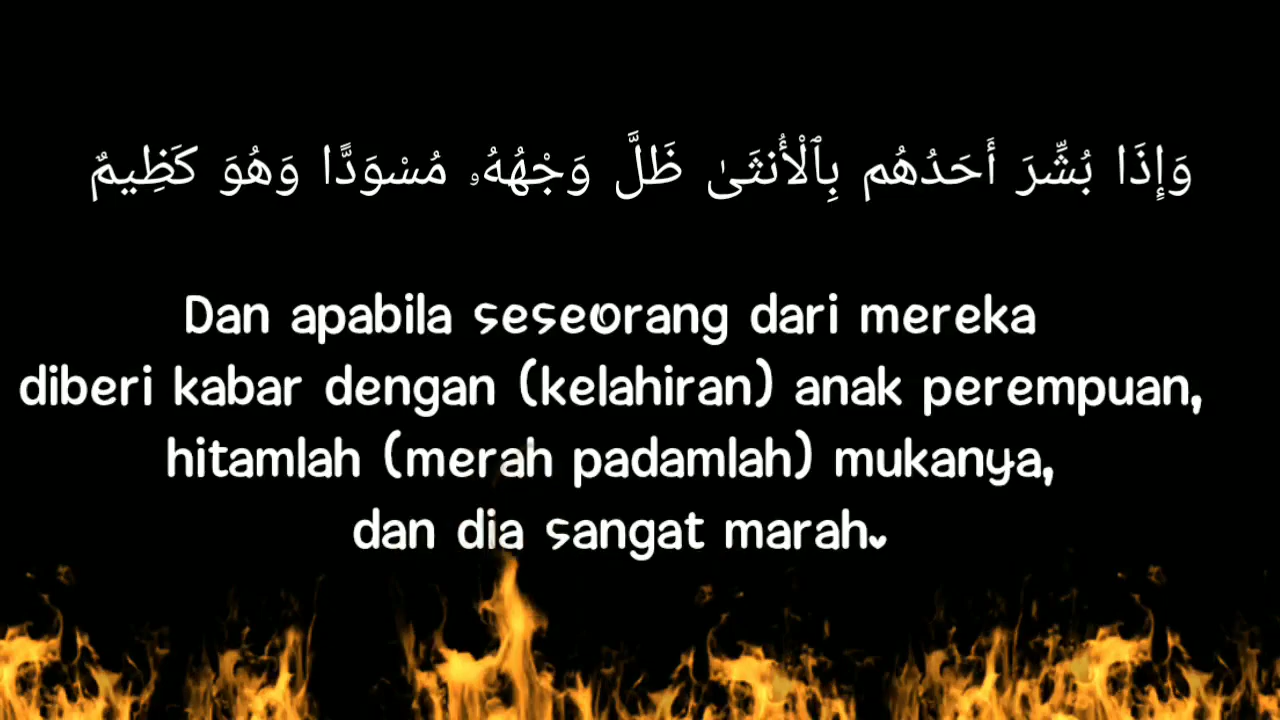 وَإِذَا بُشِّرَ أَحَدُهُم بِٱلْأُنثَىٰ ظَلَّ وَجْهُهُۥ مُسْوَدًّا وَهُوَ كَظِيمٌ
Dan apabila seseorang dari mereka
diberi kabar dengan (kelahiran) anak perempuan,
hitamlah (merah padamlah) mukanya,
dan dia sangat marah.